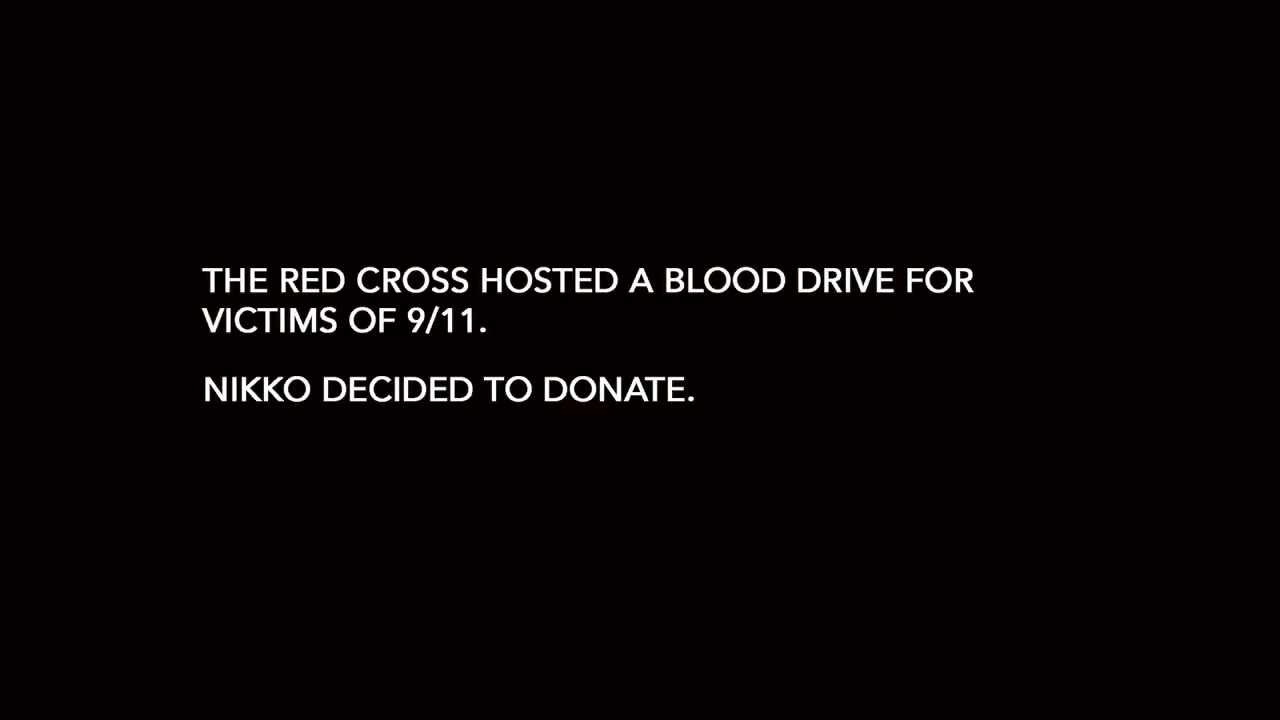 THE RED CROSS HOSTED A BLOOD DRIVE FOR
VICTIMS OF 9/11.
NIKKO DECIDED TO DONATE.